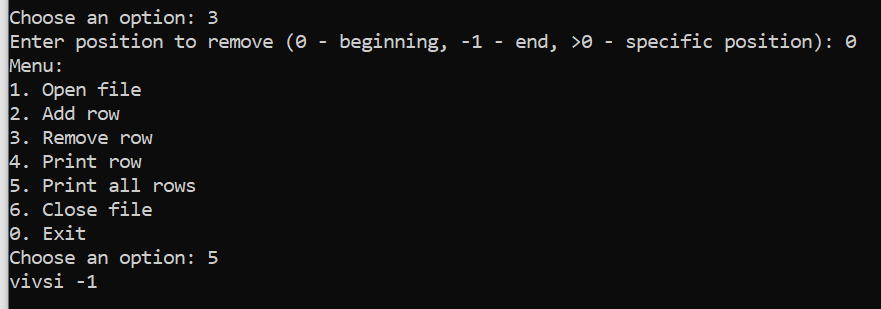 Choose an option: 3
Enter position to remove (0 - beginning, -1 - end, >0 - specific position): 0
Menu:
1. Open file
2. Add row
3. Remove row
4. Print row
5. Print all rows
6. Close file
0. Exit
Choose an option: 5
vivsi -1